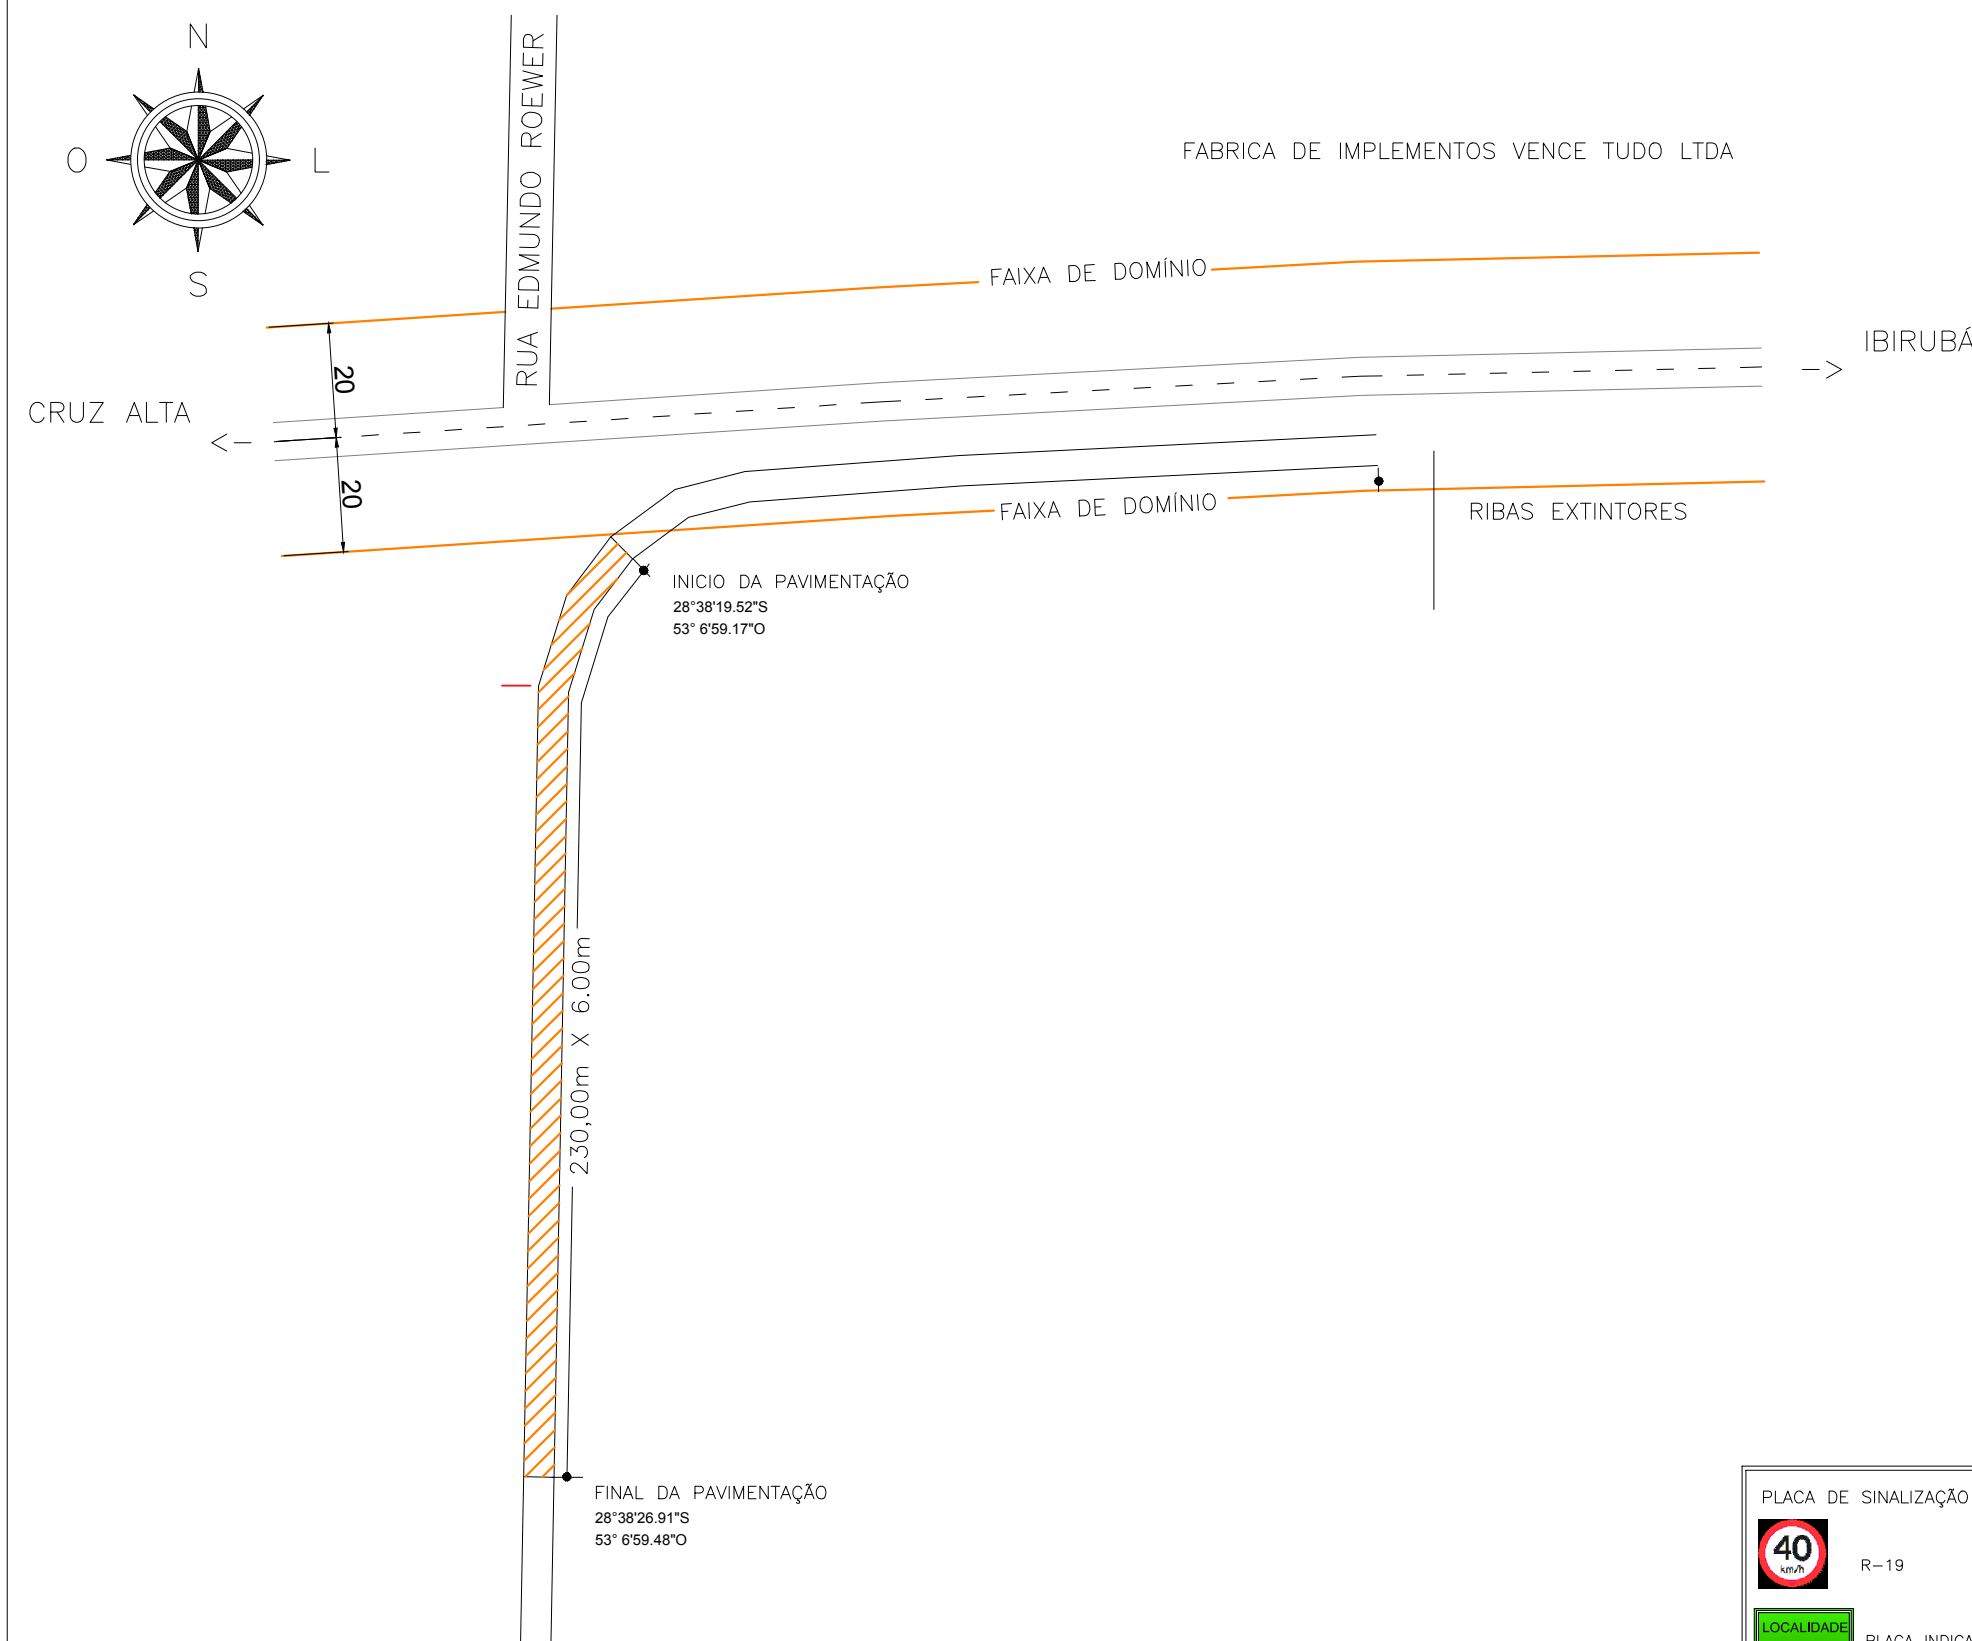 N
O
L
S
RUA EDMUNDO ROEWER
FABRICA DE IMPLEMENTOS VENCE TUDO LTDA
FAIXA DE DOMÍNIO
IBIRUBÁ
20
CRUZ ALTA
20
FAIXA DE DOMÍNIO
RIBAS EXTINTORES
INICIO DA PAVIMENTAÇÃO
28°38'19.52"S
53° 6'59.17"O
230,00m X 6.00m
FINAL DA PAVIMENTAÇÃO
28°38'26.91"S
53° 6'59.48"O
PLACA DE SINALIZAÇÃO
40
km/h
R-19
LOCALIDADE